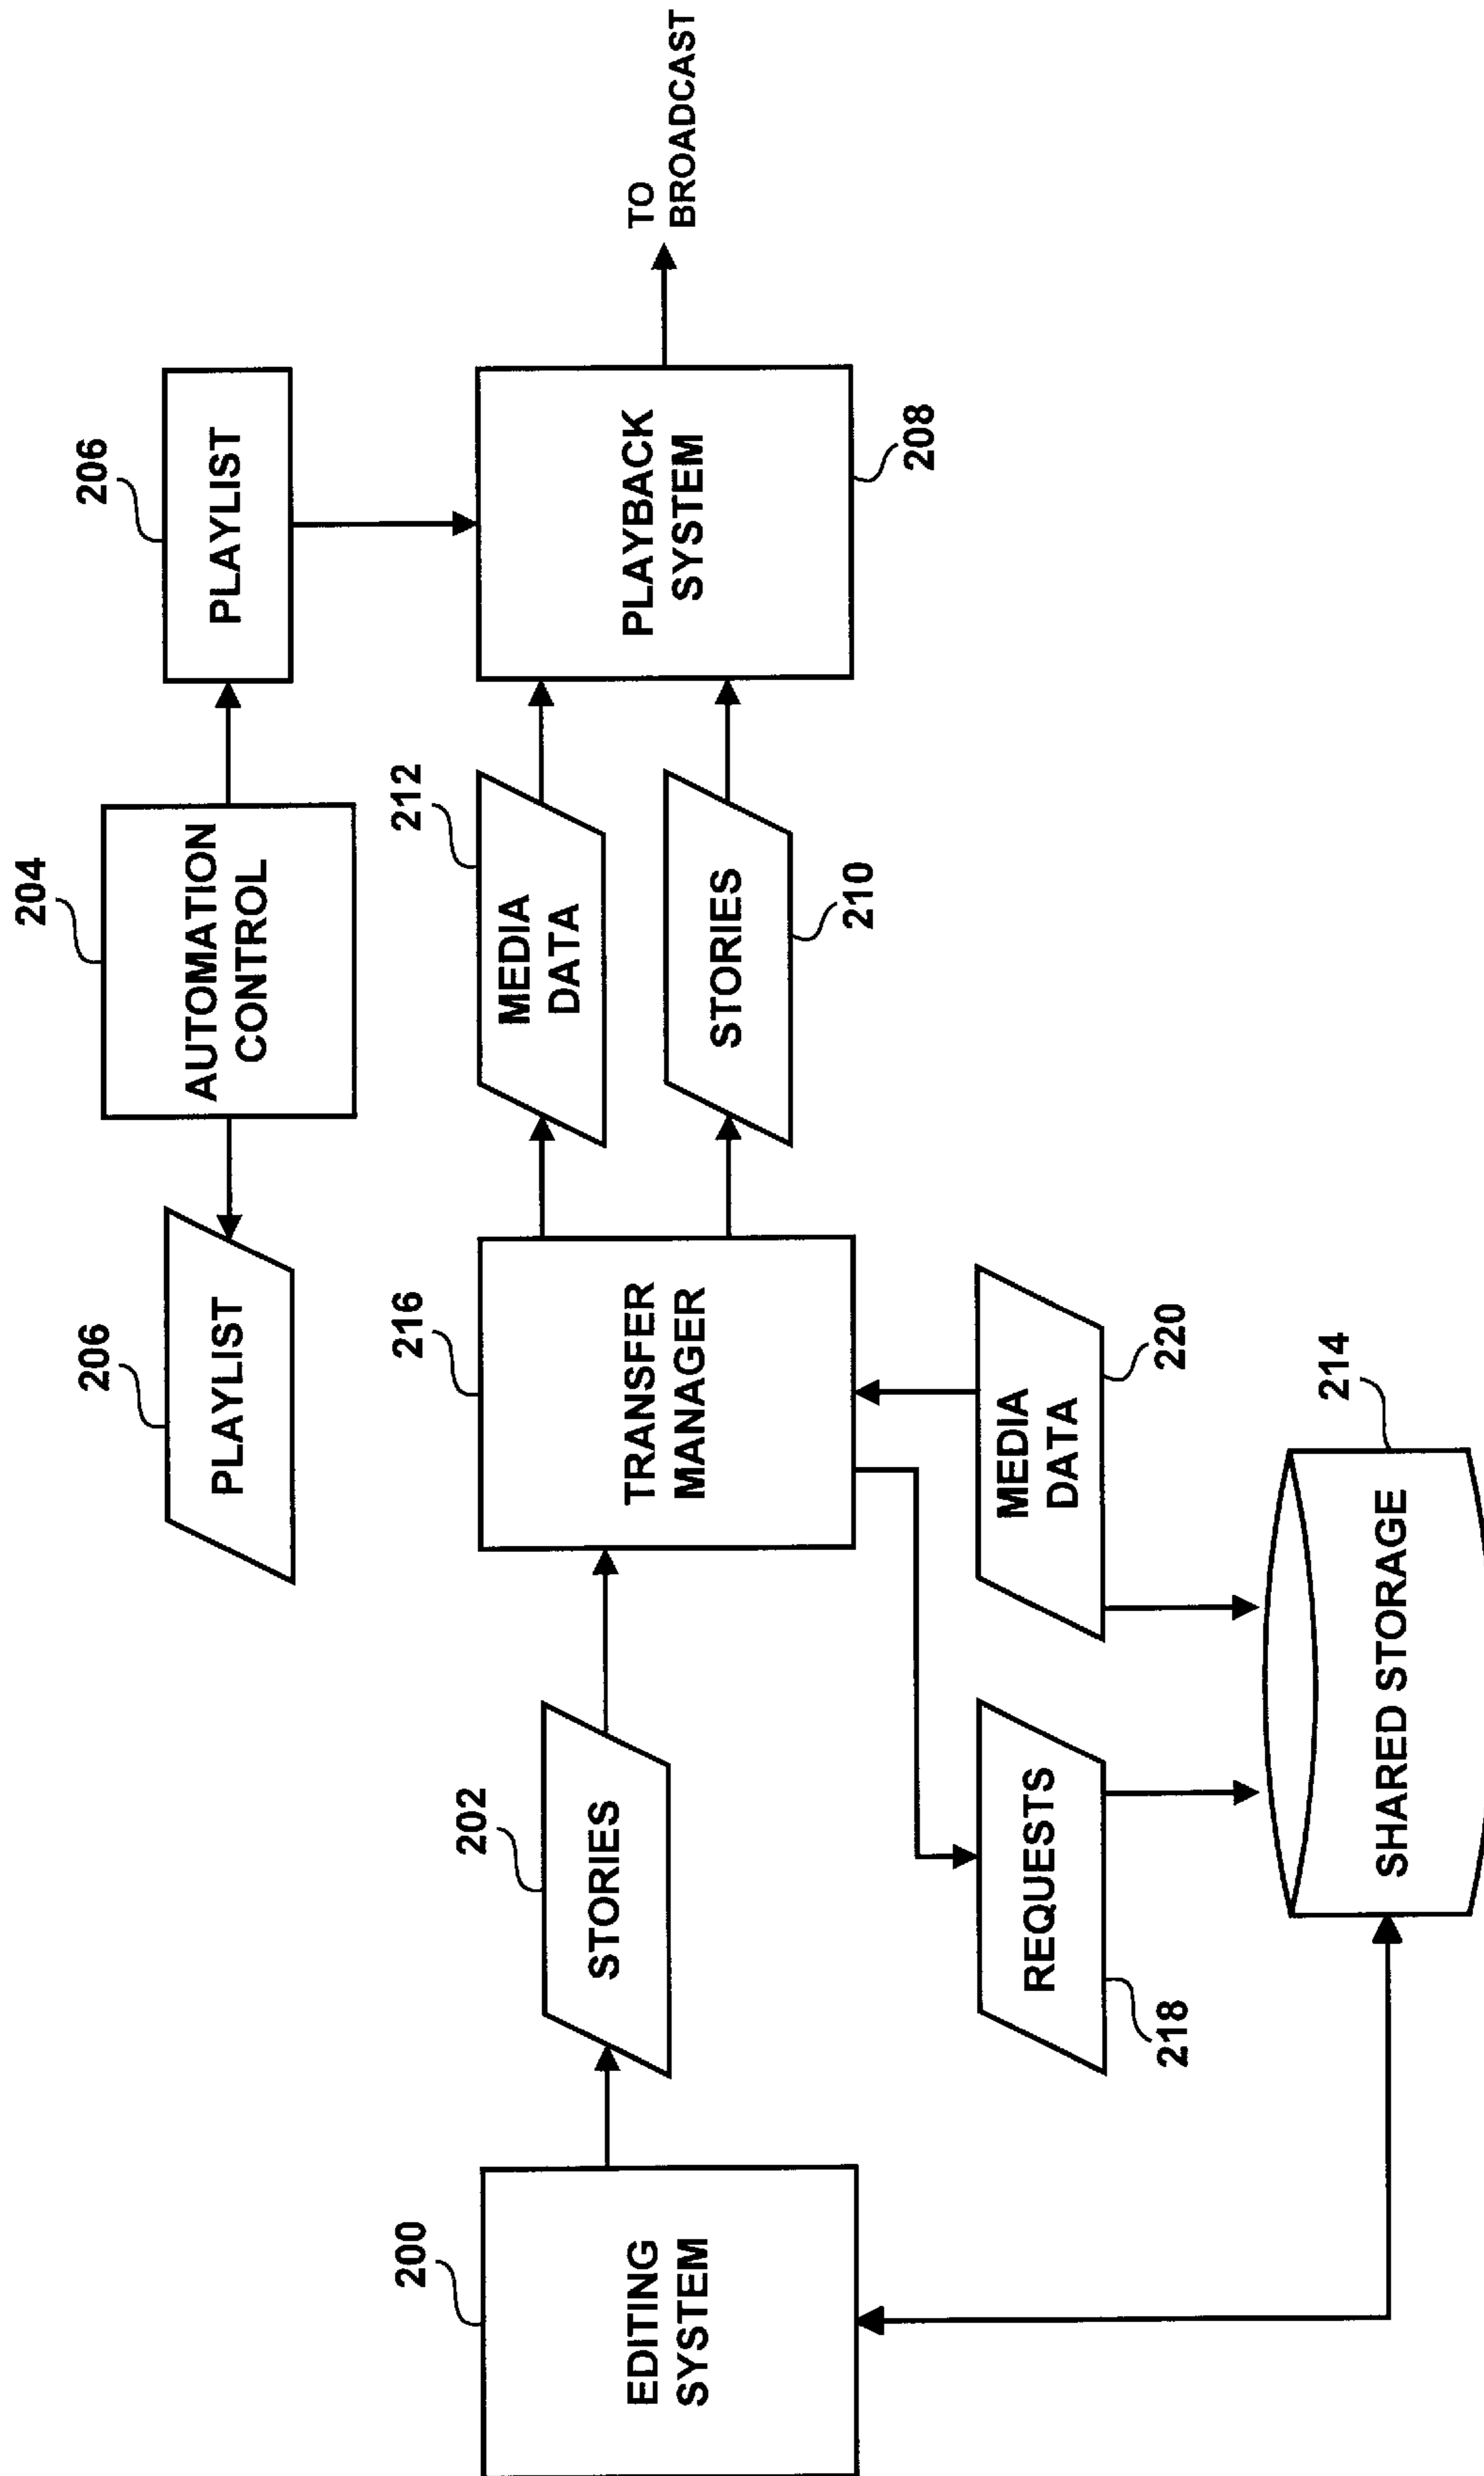 204
206
206
AUTOMATION
CONTROL
PLAYLIST
PLAYLIST
200
202
216
212
EDITING
SYSTEM
STORIES
TRANSFER
MANAGER
MEDIA
DATA
STORIES
210
PLAYBACK
SYSTEM
208
TO
BROADCAST
REQUESTS
218
MEDIA
DATA
220
214
SHARED STORAGE